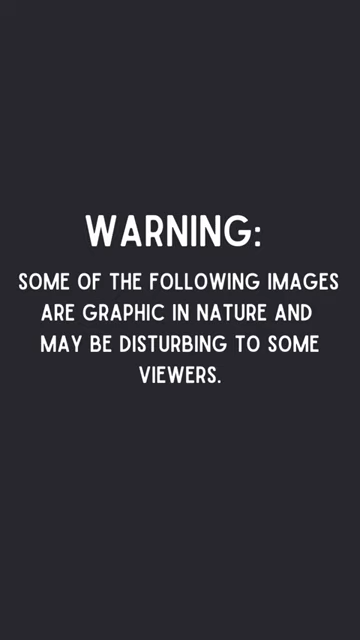 WARNING:
SOME OF THE FOLLOWING IMAGES
ARE GRAPHIC IN NATURE AND
MAY BE DISTURBING TO SOME
VIEWERS.